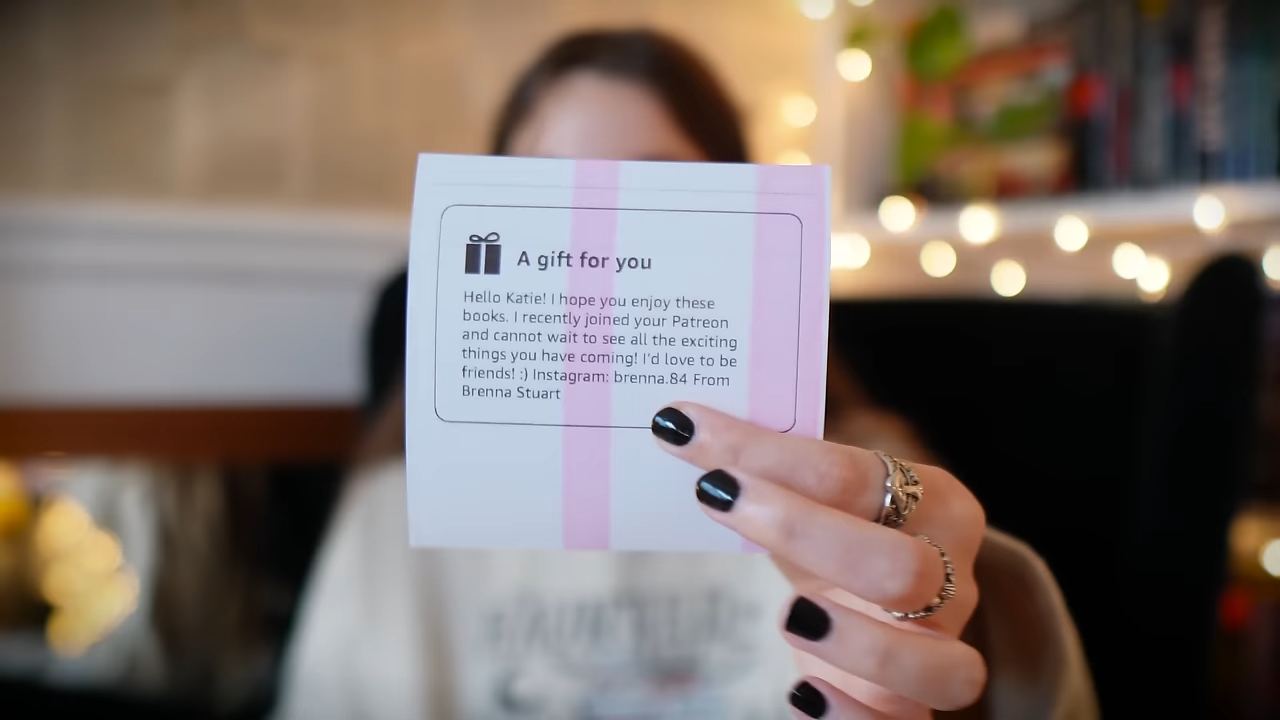 A gift for you
Hello Katie! I hope you enjoy these
books. I recently joined your Patreon
and cannot wait to see all the exciting
things you have coming! I'd love to be
friends! :) Instagram: brenna.84 From
Brenna Stuart